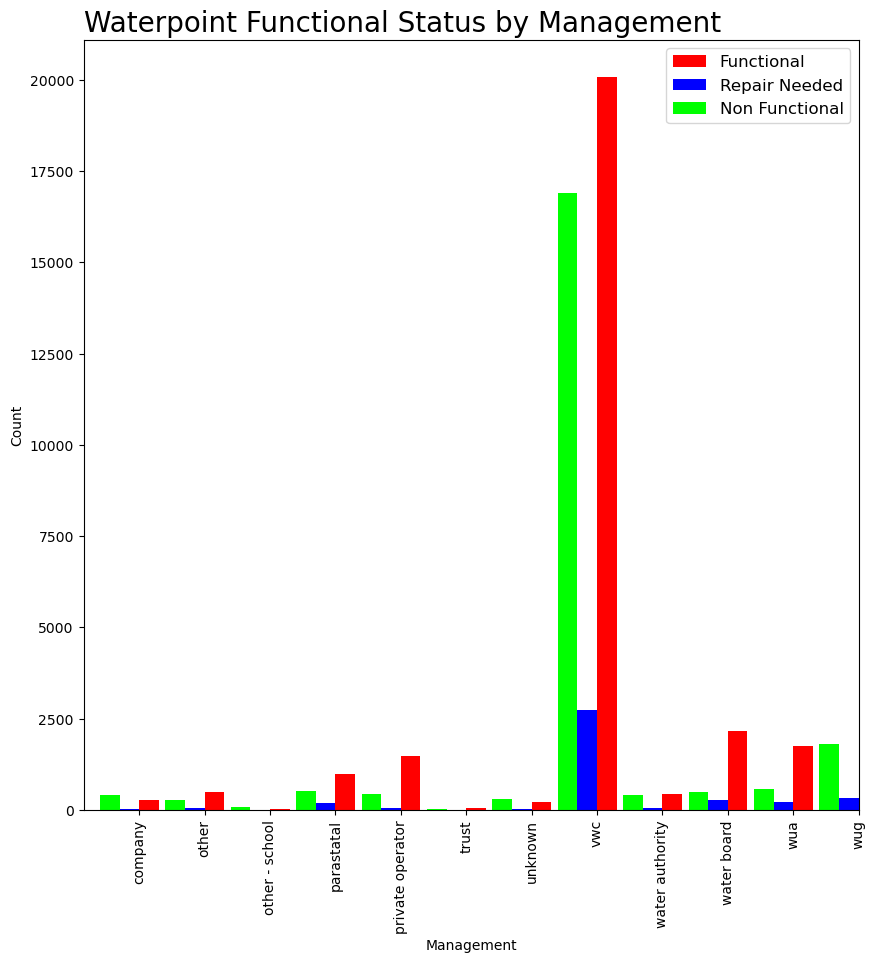 Waterpoint Functional Status by Management
Functional
Repair Needed
Non Functional
20000
17500
15000
12500
10000
7500
5000
2500
0
Count
company
other
other - school
parastatal
private operator
trust
unknown
vwc
water authority
water board
wua
wug
Management